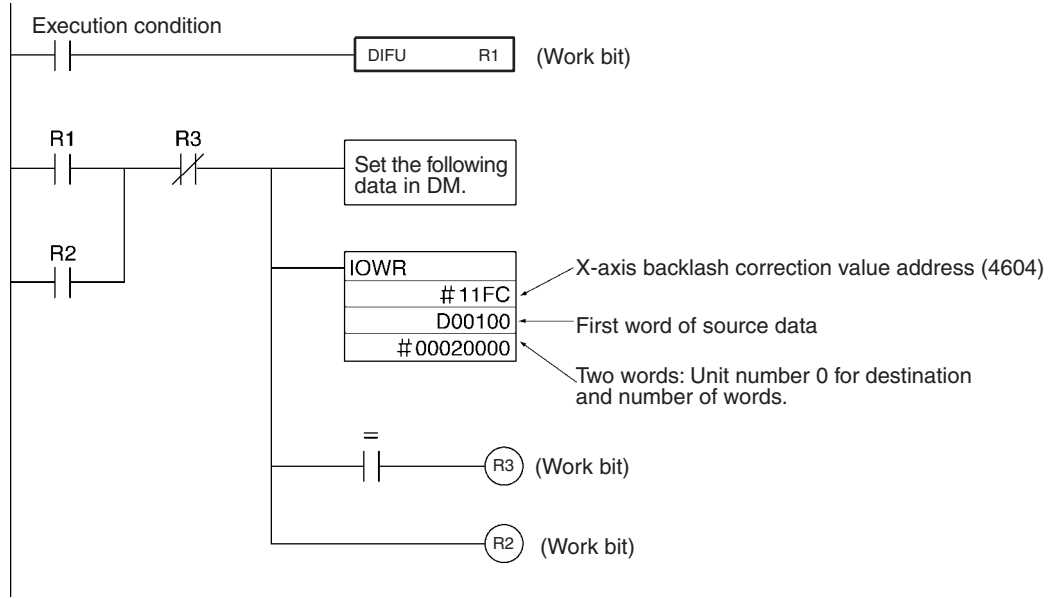 Execution condition
DIFU R1 (Work bit)
R1 R3
Set the following
data in DM.
R2
IOWR
#11FC
X-axis backlash correction value address (4604)
D00100
First word of source data
#00020000
Two words: Unit number 0 for destination
and number of words.
=
R3 (Work bit)
R2 (Work bit)